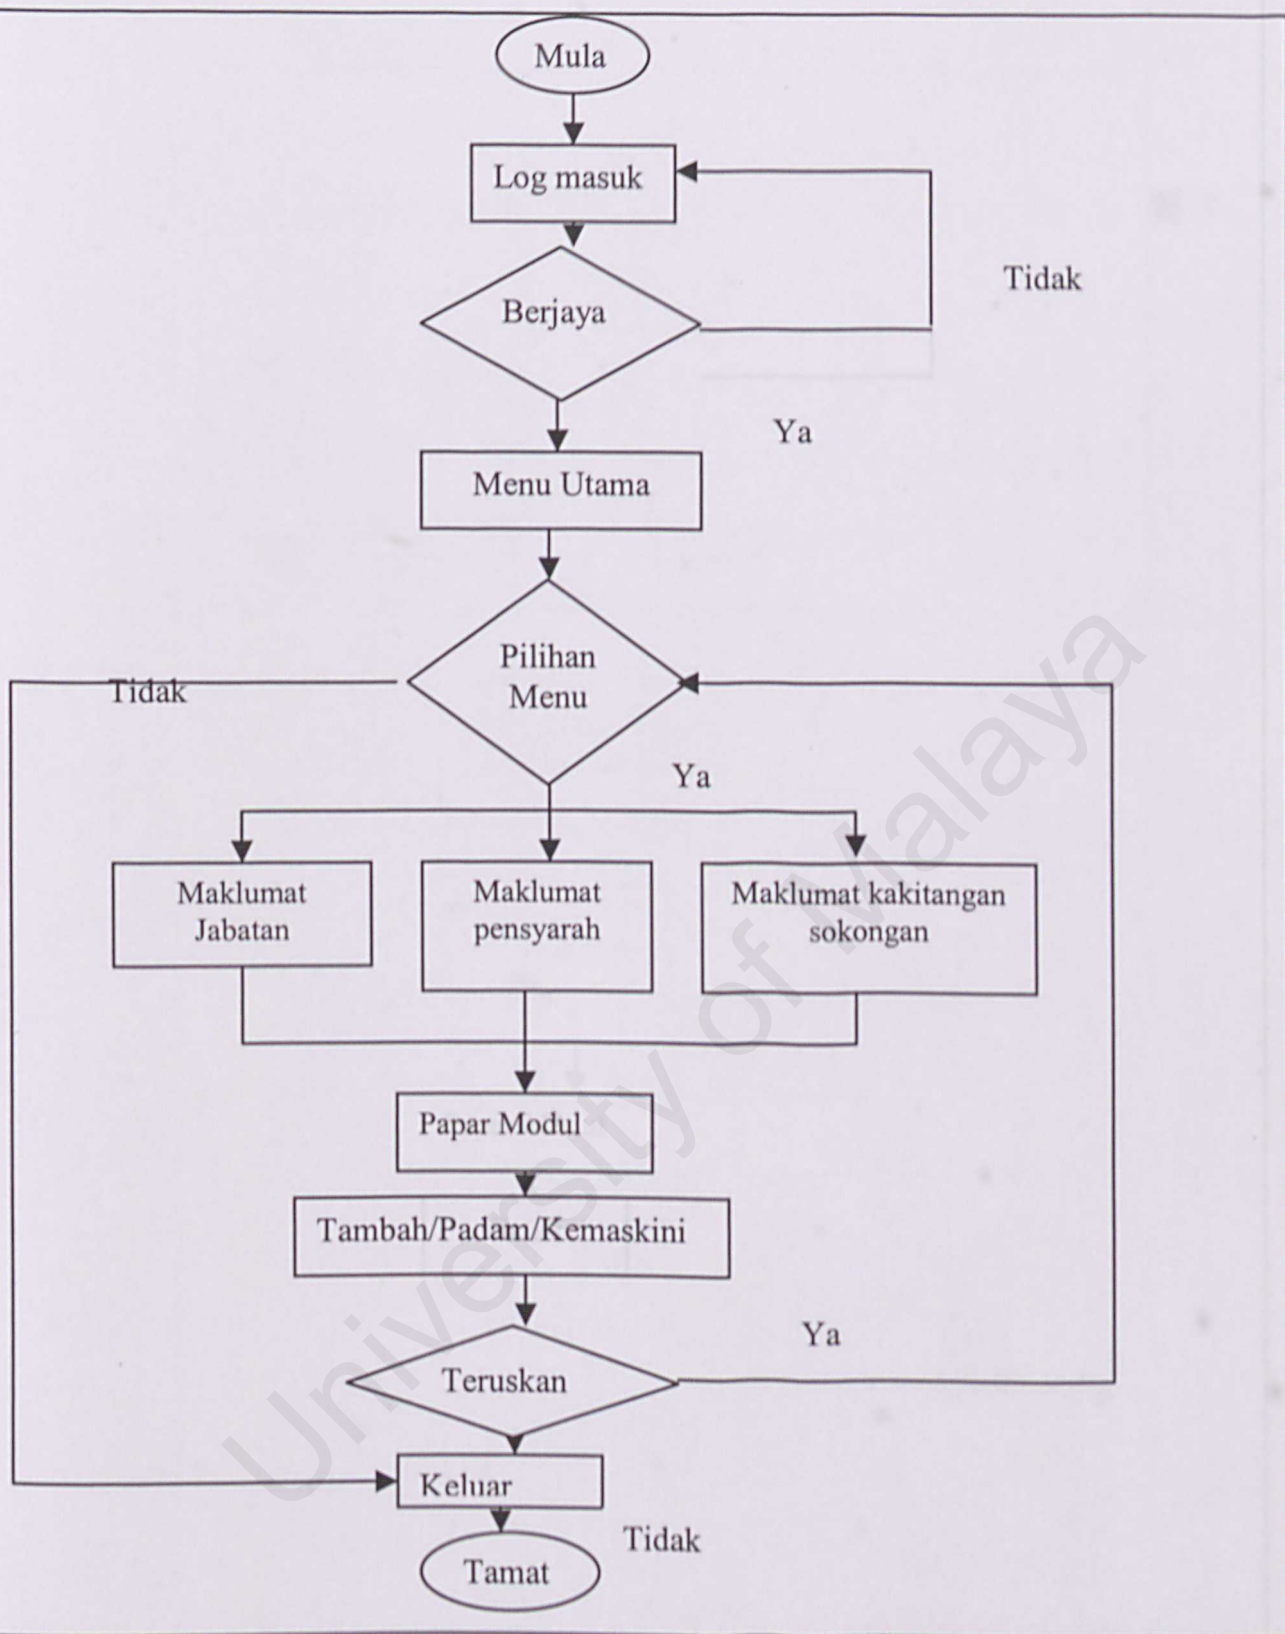 Mula
Log masuk
Tidak
Berjaya
Ya
Menu Utama
Pilihan
Menu
Tidak
Ya
Maklumat
Jabatan
Maklumat
pensyarah
Maklumat kakitangan
sokongan
Papar Modul
Tambah/Padam/Kemaskini
Ya
Teruskan
Keluar
Tidak
Tamat
University of Malaya